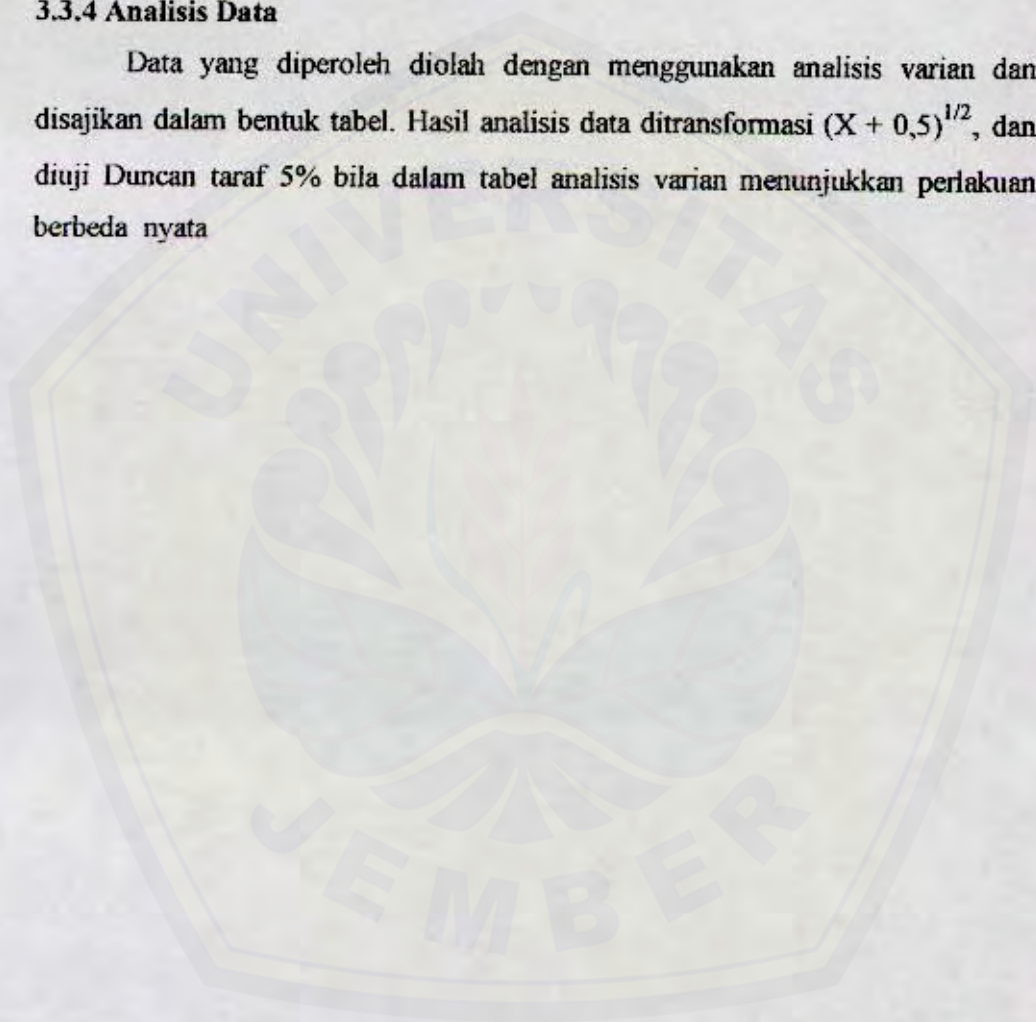 3.3.4 Analisis Data
Data yang diperoleh diolah dengan menggunakan analisis varian dan
disajikan dalam bentuk tabel. Hasil analisis data ditransformasi (X + 0,5)^1/2, dan
diuji Duncan taraf 5% bila dalam tabel analisis varian menunjukkan perlakuan
berbeda nyata
UNIVERSITAS
JEMBER